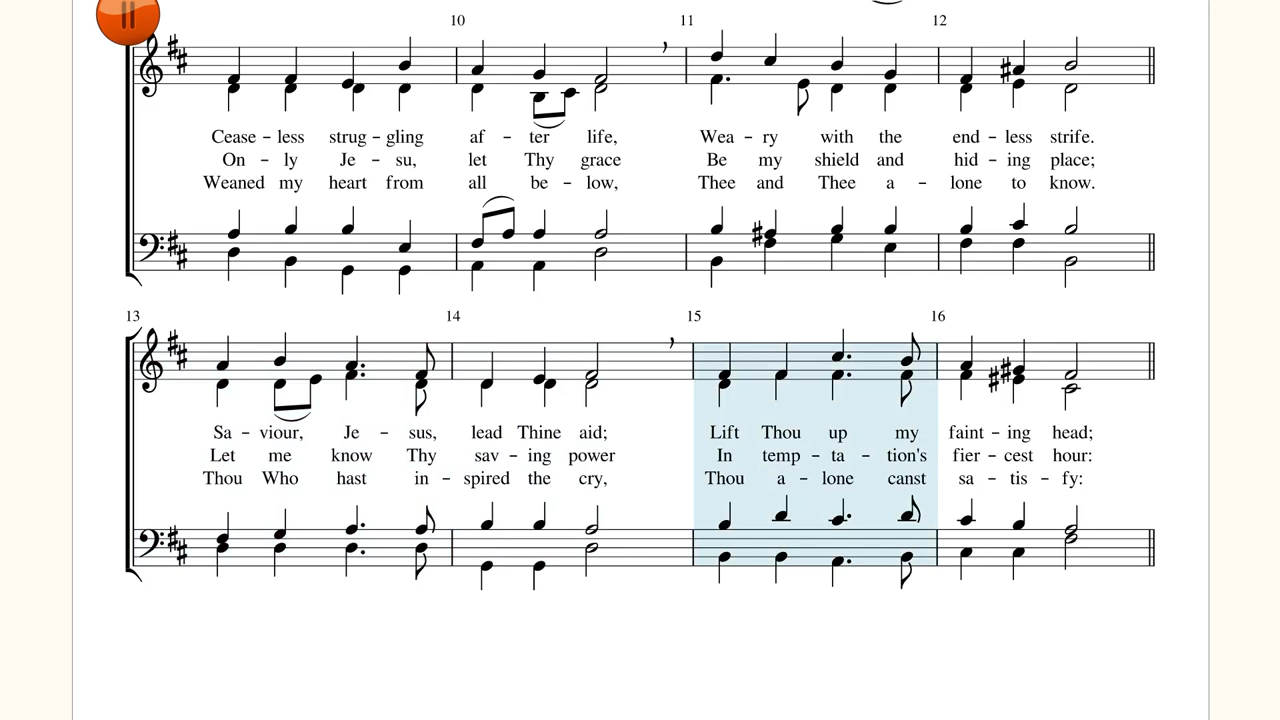 10 11 12
Cease – less strug – gling af – ter life, Wea – ry with the end – less strife.
On – ly Je – su, let Thy grace Be my shield and hid – ing place;
Weaned my heart from all be – low, Thee and Thee a – lone to know.
13 14 15 16
Sa – viour, Je – sus, lead Thine aid; Lift Thou up my faint – ing head;
Let me know Thy sav – ing power In temp – ta – tion's fier – cest hour:
Thou Who hast in – spired the cry, Thou a – lone canst sa – tis – fy: